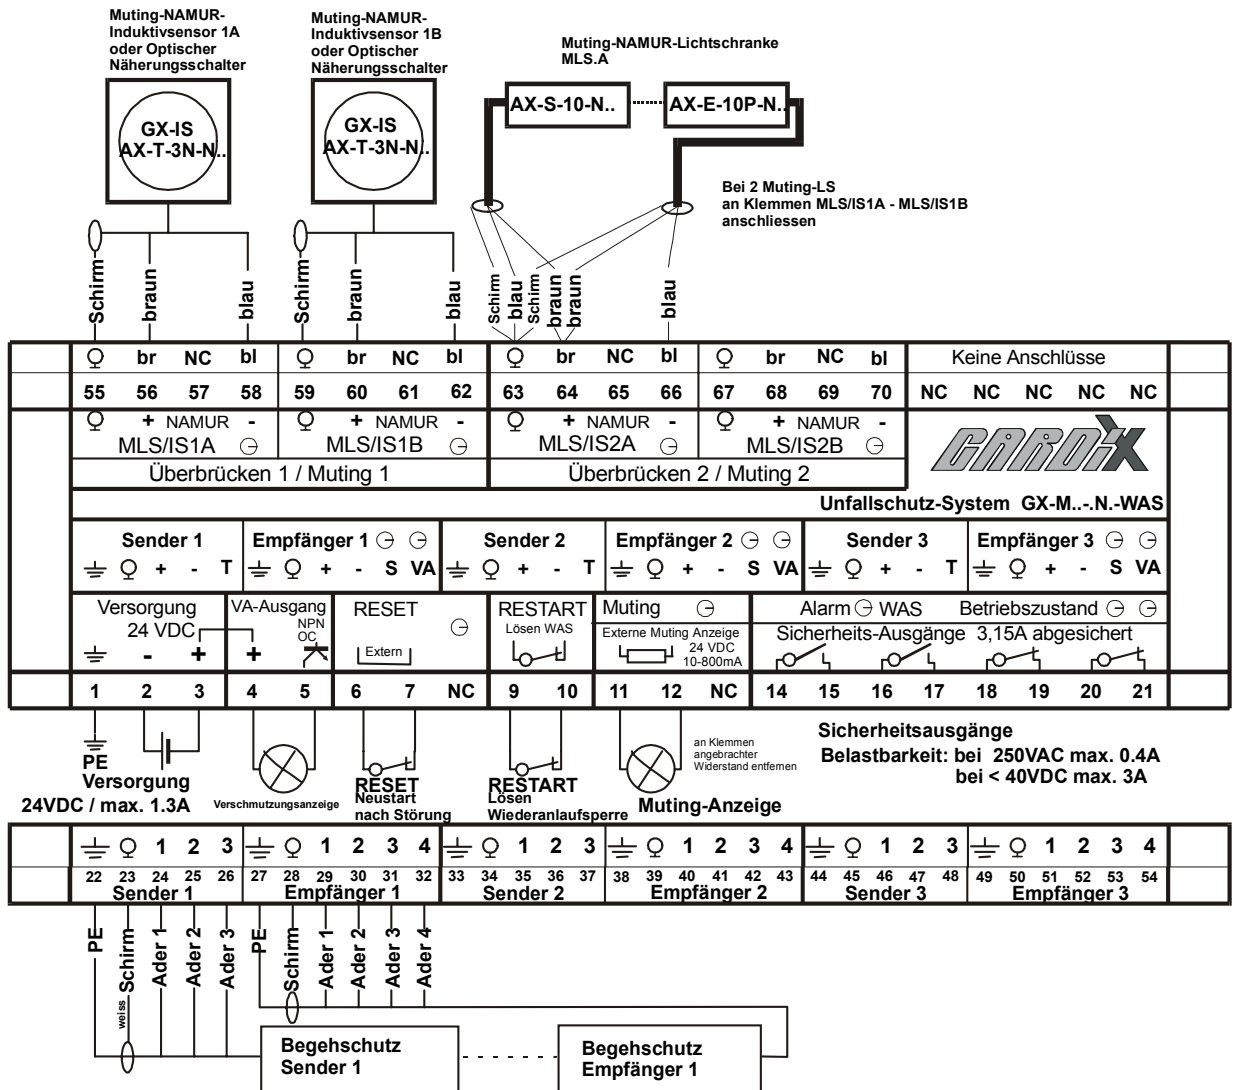 Muting-NAMUR-
Induktivsensor 1A
oder Optischer
Näherungsschalter
Muting-NAMUR-
Induktivsensor 1B
oder Optischer
Näherungsschalter
Muting-NAMUR-Lichtschranke
MLS.A
GX-IS
AX-T-3N-N..
GX-IS
AX-T-3N-N..
AX-S-10-N..
AX-E-10P-N..
Bei 2 Muting-LS
an Klemmen MLS/IS1A - MLS/IS1B
anschliessen
Schirm braun blau Schirm braun blau Schirm blau Schirm braun braun blau
br NC bl br NC bl br NC bl br NC bl Keine Anschlüsse
55 56 57 58 59 60 61 62 63 64 65 66 67 68 69 70 NC NC NC NC NC
+ NAMUR - + NAMUR - + NAMUR - + NAMUR -
MLS/IS1A MLS/IS1B MLS/IS2A MLS/IS2B
CARDiX
Überbrücken 1 / Muting 1 Überbrücken 2 / Muting 2
Unfallschutz-System GX-M..-.N.-WAS
Sender 1 Empfänger 1 Sender 2 Empfänger 2 Sender 3 Empfänger 3
+ - T + - S VA + - T + - S VA + - T + - S VA
Versorgung VA-Ausgang RESET RESTART Muting Alarm WAS Betriebszustand
24 VDC NPN OC Lösen WAS Externe Muting Anzeige Sicherheits-Ausgänge 3,15A abgesichert
- + + Extern 24 VDC
10-800mA
1 2 3 4 5 6 7 NC 9 10 11 12 NC 14 15 16 17 18 19 20 21
PE
Versorgung
24VDC / max. 1.3A
Verschmutzungsanzeige
RESET
Neustart
nach Störung
RESTART
Lösen
Wiederanlaufsperre
an Klemmen
angebrachter
Widerstand entfernen
Muting-Anzeige
Sicherheitsausgänge
Belastbarkeit: bei 250VAC max. 0.4A
bei < 40VDC max. 3A
1 2 3 1 2 3 4 1 2 3 1 2 3 4 1 2 3 1 2 3 4
22 23 24 25 26 27 28 29 30 31 32 33 34 35 36 37 38 39 40 41 42 43 44 45 46 47 48 49 50 51 52 53 54
Sender 1 Empfänger 1 Sender 2 Empfänger 2 Sender 3 Empfänger 3
PE Schirm Ader 1 Ader 2 Ader 3 PE Schirm Ader 1 Ader 2 Ader 3 Ader 4
weiss
Begehschutz
Sender 1
Begehschutz
Empfänger 1